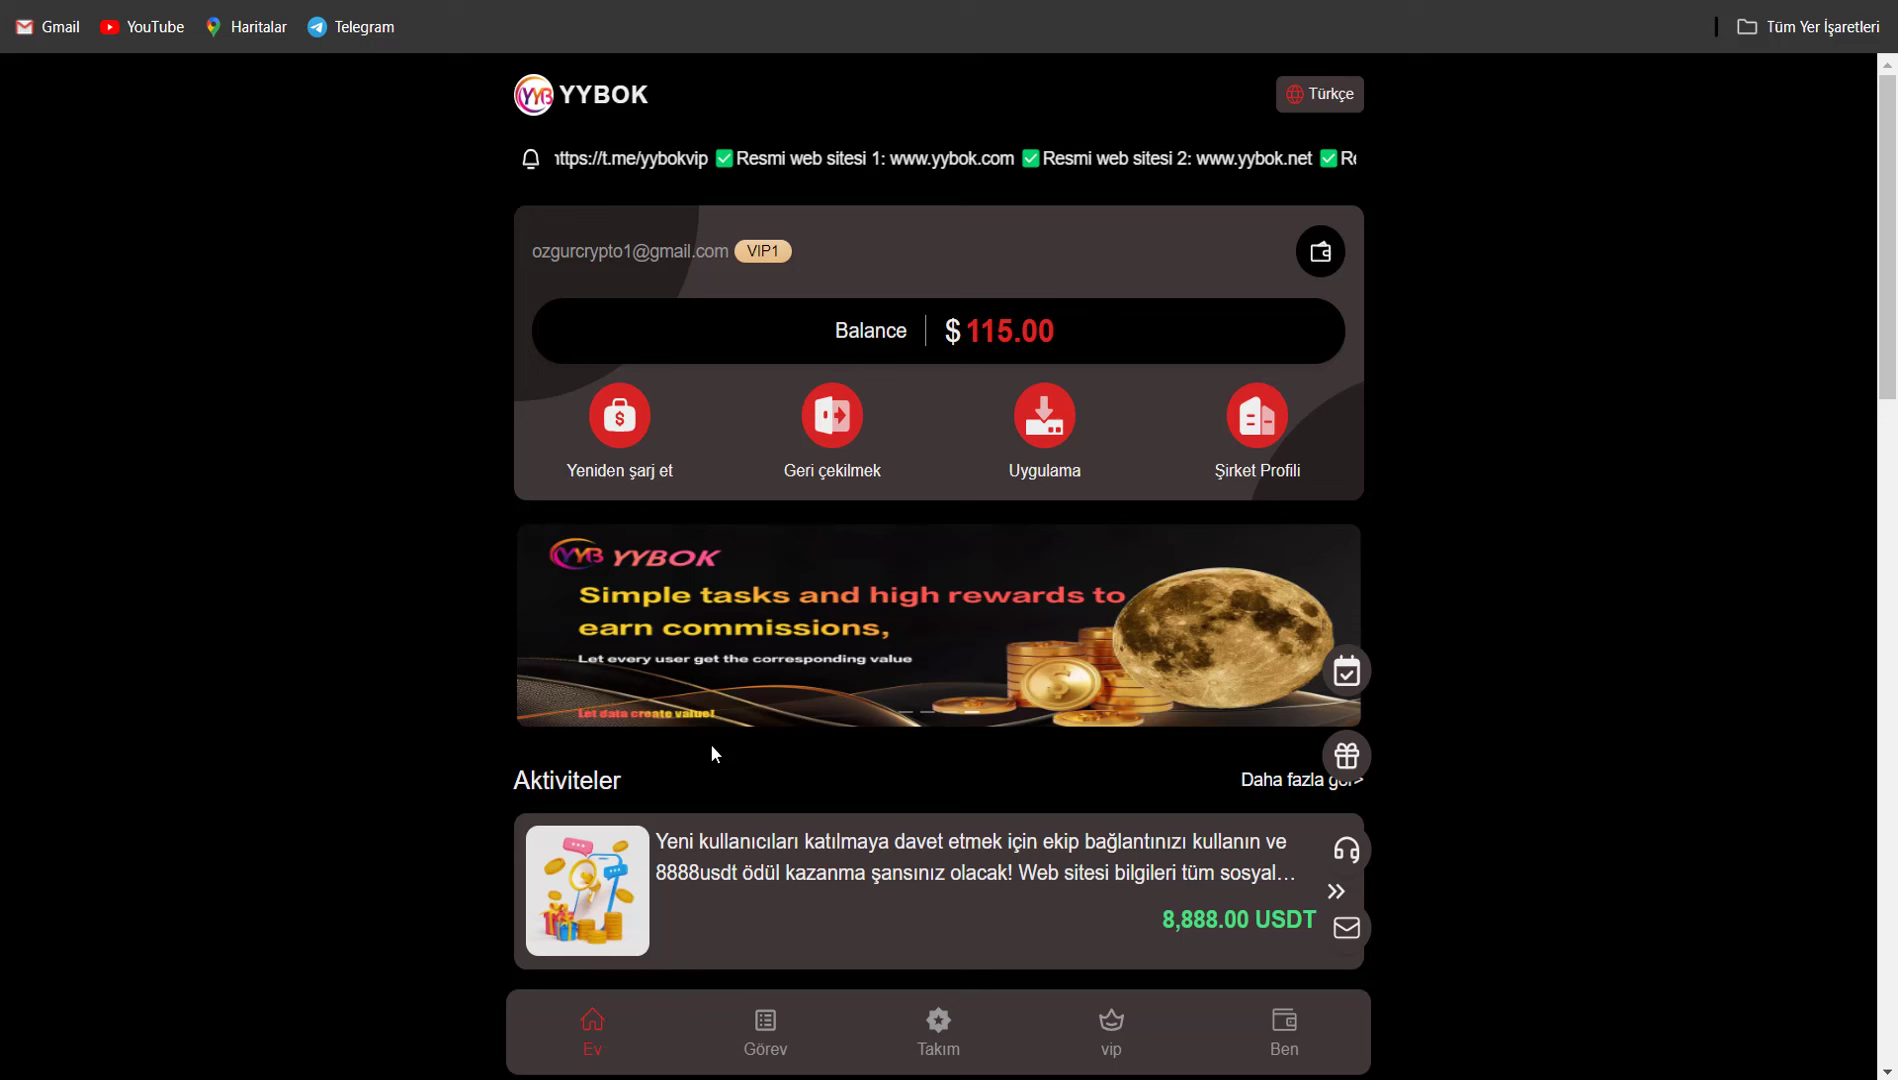 Gmail YouTube Haritalar Telegram Tüm Yer İşaretleri
YYB YYBOK Türkçe
https://t.me/yybokvip ✅Resmi web sitesi 1: www.yybok.com ✅Resmi web sitesi 2: www.yybok.net ✅Re
ozgurcrypto1@gmail.com VIP1
Balance $ 115.00
Yeniden şarj et Geri çekilmek Uygulama Şirket Profili
YYB YYBOK
Simple tasks and high rewards to
earn commissions,
Let every user get the corresponding value
Let data create value!
Aktiviteler Daha fazla gör>
Yeni kullanıcıları katılmaya davet etmek için ekip bağlantınızı kullanın ve
8888usdt ödül kazanma şansınız olacak! Web sitesi bilgileri tüm sosyal...
8,888.00 USDT
Ev Görev Takım vip Ben